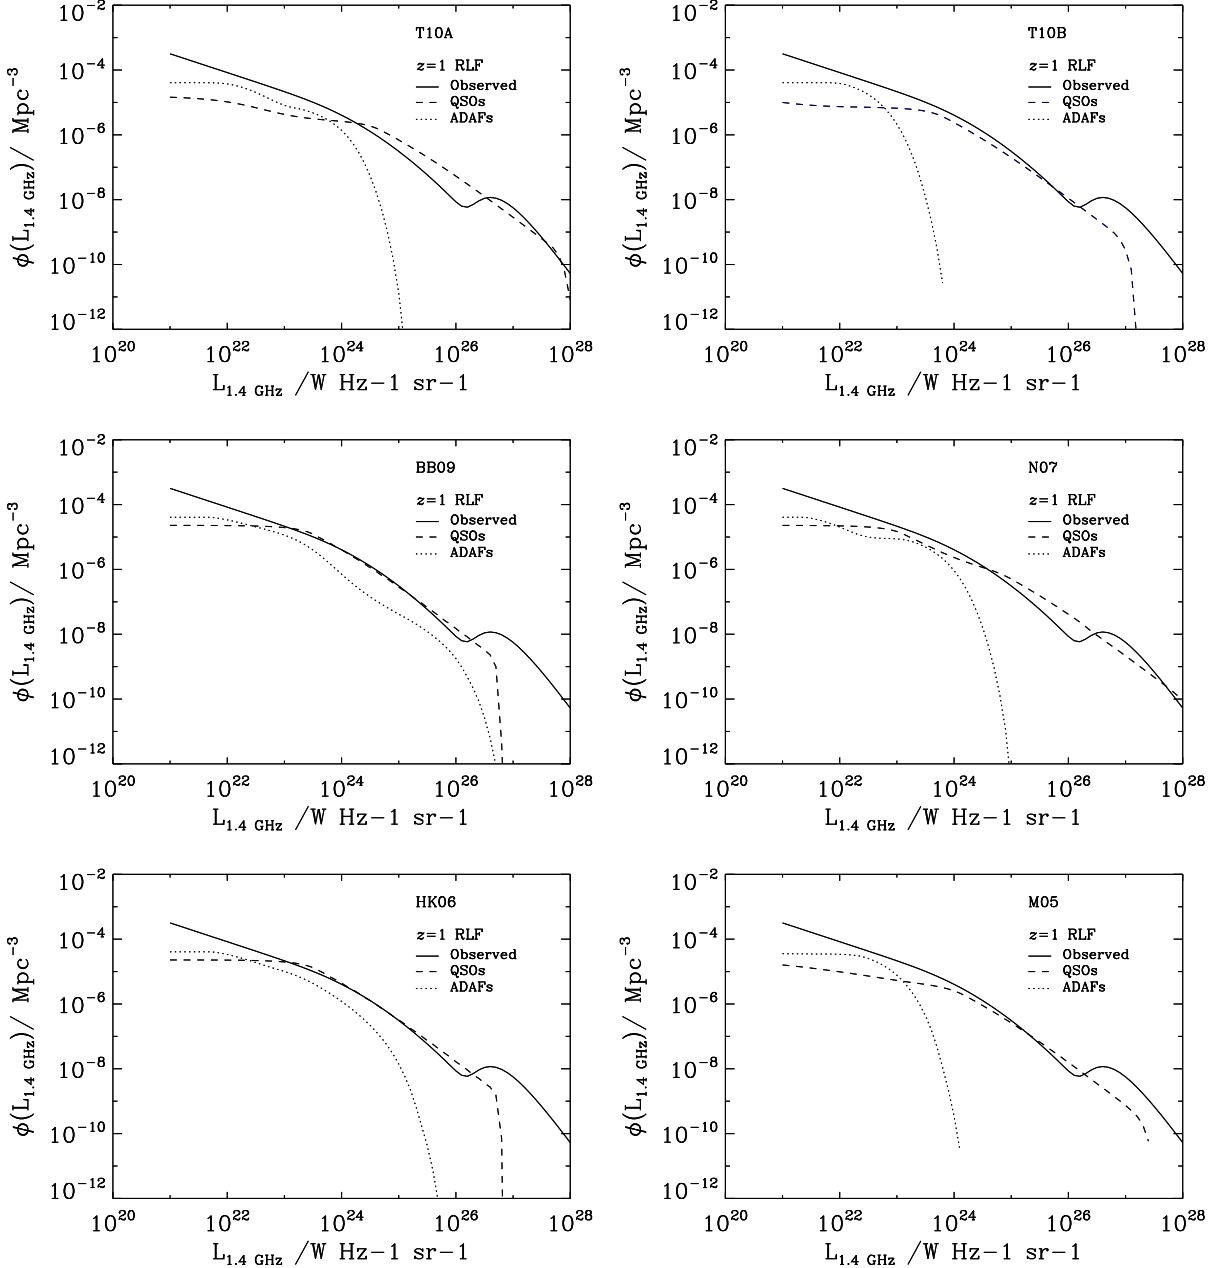 T10A
z=1 RLF
Observed
QSOs
ADAFs
10^-2
10^-4
10^-6
10^-8
10^-10
10^-12
φ(L_1.4 GHz)/ Mpc^-3
10^20 10^22 10^24 10^26 10^28
L_1.4 GHz /W Hz-1 sr-1
T10B
z=1 RLF
Observed
QSOs
ADAFs
10^-2
10^-4
10^-6
10^-8
10^-10
10^-12
φ(L_1.4 GHz)/ Mpc^-3
10^20 10^22 10^24 10^26 10^28
L_1.4 GHz /W Hz-1 sr-1
BB09
z=1 RLF
Observed
QSOs
ADAFs
10^-2
10^-4
10^-6
10^-8
10^-10
10^-12
φ(L_1.4 GHz)/ Mpc^-3
10^20 10^22 10^24 10^26 10^28
L_1.4 GHz /W Hz-1 sr-1
N07
z=1 RLF
Observed
QSOs
ADAFs
10^-2
10^-4
10^-6
10^-8
10^-10
10^-12
φ(L_1.4 GHz)/ Mpc^-3
10^20 10^22 10^24 10^26 10^28
L_1.4 GHz /W Hz-1 sr-1
HK06
z=1 RLF
Observed
QSOs
ADAFs
10^-2
10^-4
10^-6
10^-8
10^-10
10^-12
φ(L_1.4 GHz)/ Mpc^-3
10^20 10^22 10^24 10^26 10^28
L_1.4 GHz /W Hz-1 sr-1
M05
z=1 RLF
Observed
QSOs
ADAFs
10^-2
10^-4
10^-6
10^-8
10^-10
10^-12
φ(L_1.4 GHz)/ Mpc^-3
10^20 10^22 10^24 10^26 10^28
L_1.4 GHz /W Hz-1 sr-1